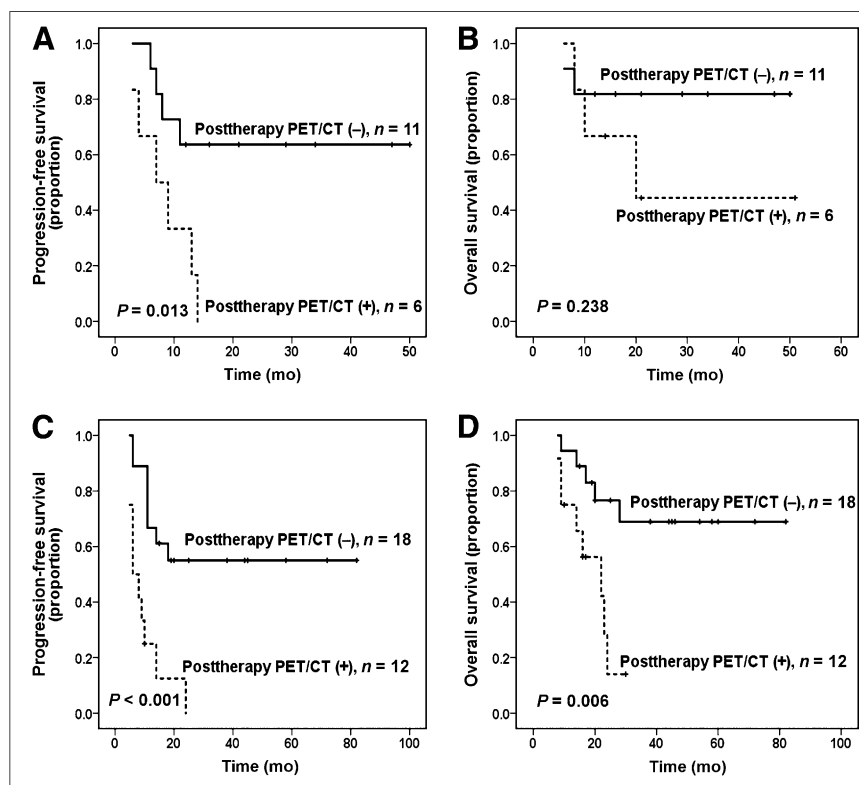 A
Progression-free survival
(proportion)
1.0
0.8
0.6
0.4
0.2
0.0
Posttherapy PET/CT (–), n = 11
Posttherapy PET/CT (+), n = 6
P = 0.013
0 10 20 30 40 50
Time (mo)
B
Overall survival (proportion)
1.0
0.8
0.6
0.4
0.2
0.0
Posttherapy PET/CT (–), n = 11
Posttherapy PET/CT (+), n = 6
P = 0.238
0 10 20 30 40 50 60
Time (mo)
C
Progression-free survival
(proportion)
1.0
0.8
0.6
0.4
0.2
0.0
Posttherapy PET/CT (–), n = 18
Posttherapy PET/CT (+), n = 12
P < 0.001
0 20 40 60 80 100
Time (mo)
D
Overall survival (proportion)
1.0
0.8
0.6
0.4
0.2
0.0
Posttherapy PET/CT (–), n = 18
Posttherapy PET/CT (+), n = 12
P = 0.006
0 20 40 60 80 100
Time (mo)